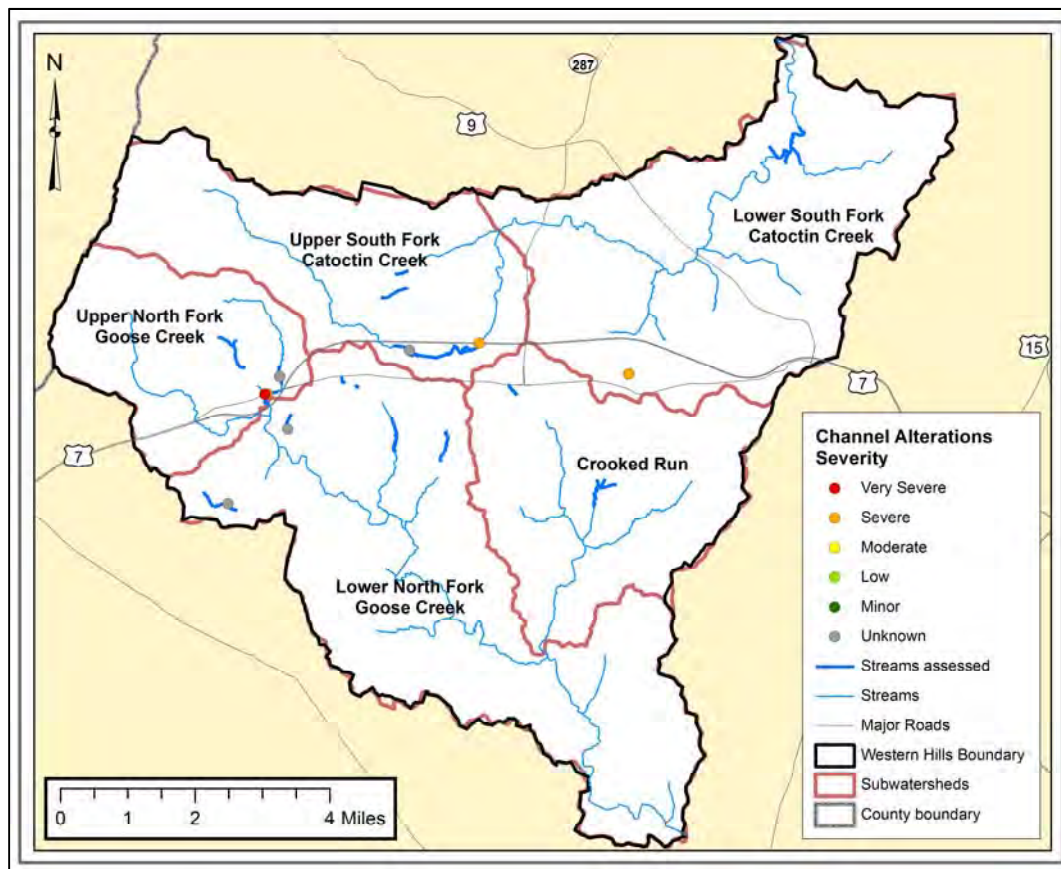 N
287
9
Lower South Fork
Catoctin Creek
Upper South Fork
Catoctin Creek
Upper North Fork
Goose Creek
15
7
7
Crooked Run
Lower North Fork
Goose Creek
Channel Alterations
Severity
Very Severe
Severe
Moderate
Low
Minor
Unknown
Streams assessed
Streams
Major Roads
Western Hills Boundary
Subwatersheds
County boundary
0 1 2 4 Miles